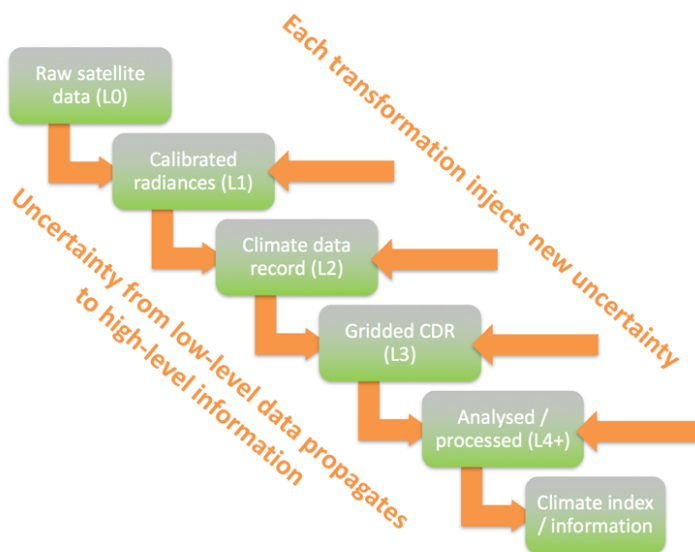 Raw satellite
data (L0)
Each transformation injects new uncertainty
Calibrated
radiances (L1)
Climate data
record (L2)
Uncertainty from low-level data propagates
to high-level information
Gridded CDR
(L3)
Analysed /
processed (L4+)
Climate index
/ information